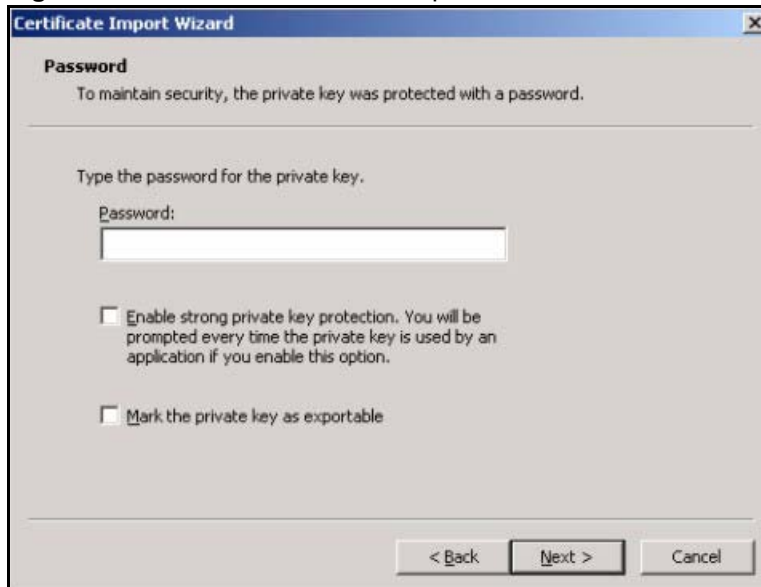 Certificate Import Wizard
Password
To maintain security, the private key was protected with a password.
Type the password for the private key.
Password:
Enable strong private key protection. You will
prompted every time the private key is used by an
application if you enable this option.
Mark the private key as exportable
< Back
Next >
Cancel